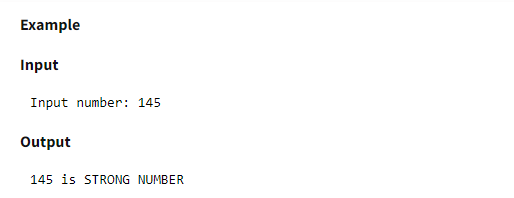 Example
Input
Input number: 145
Output
145 is STRONG NUMBER